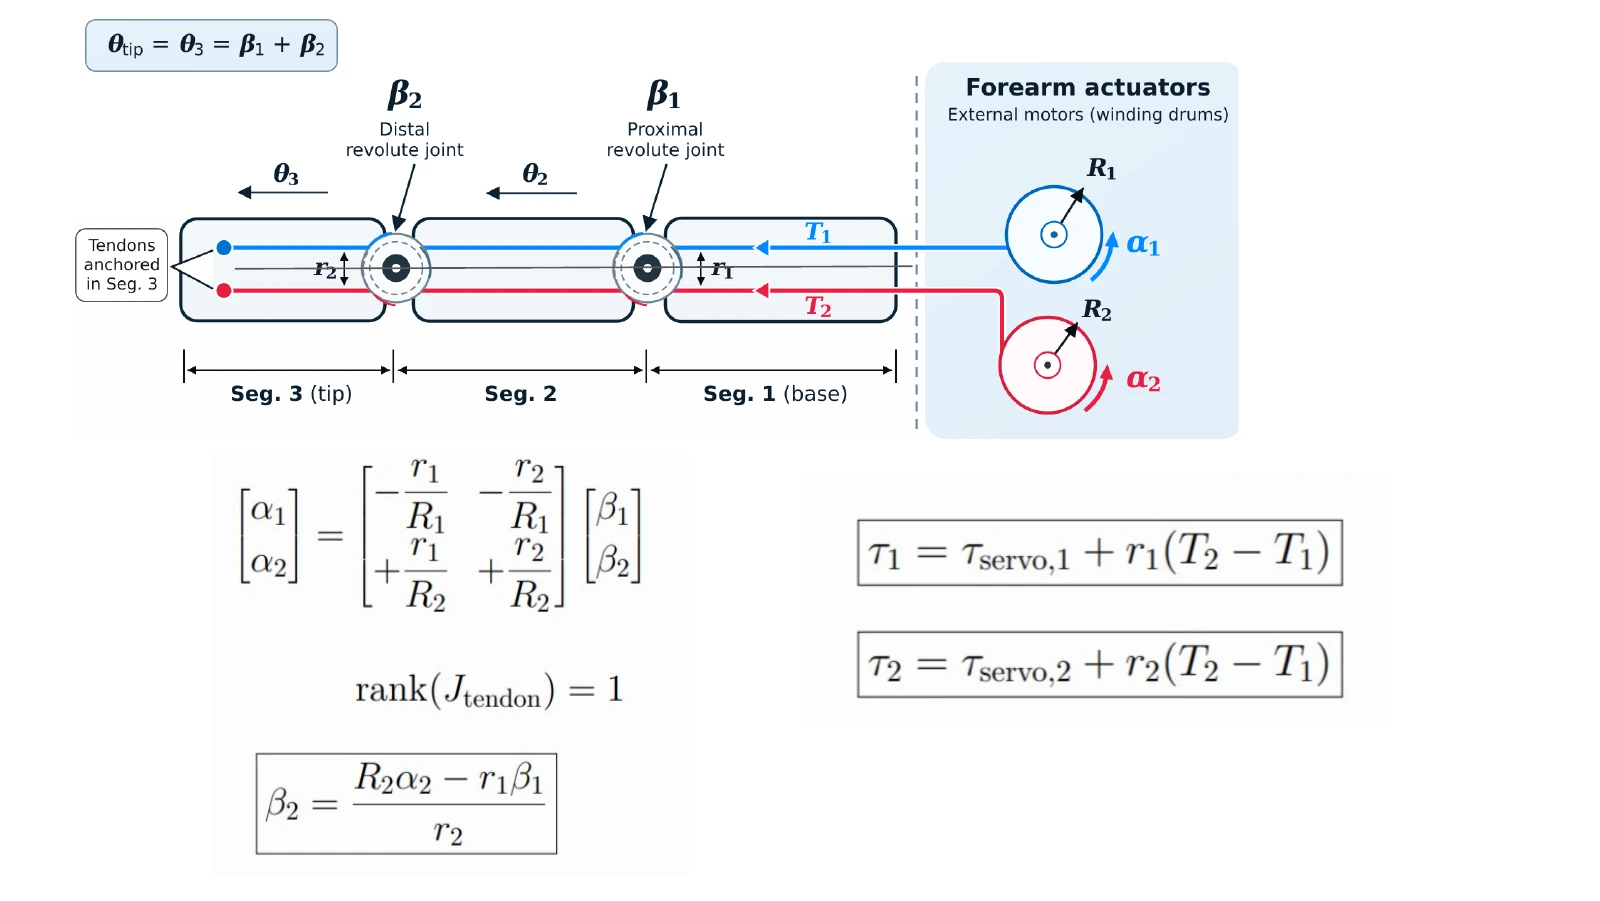 θtip = θ3 = β1 + β2
Forearm actuators
External motors (winding drums)
β2
Distal
revolute joint
β1
Proximal
revolute joint
θ3
θ2
R1
α1
T1
Tendons
anchored
in Seg. 3
r2
r1
T2
R2
α2
Seg. 3 (tip)
Seg. 2
Seg. 1 (base)
[α1 α2] = [−r1/R1 −r2/R1 +r1/R2 +r2/R2] [β1 β2]
rank(Jtendon) = 1
β2 = (R2α2 − r1β1)/r2
τ1 = τservo,1 + r1(T2 − T1)
τ2 = τservo,2 + r2(T2 − T1)